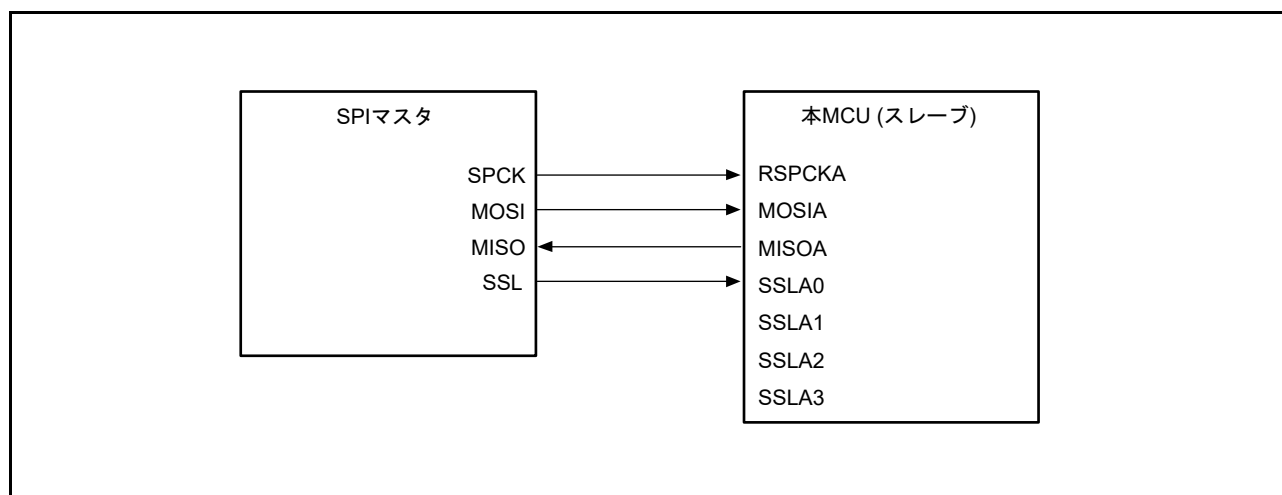 SPIマスタ
SPCK
MOSI
MISO
SSL
本MCU (スレーブ)
RSPCKA
MOSIA
MISOA
SSLA0
SSLA1
SSLA2
SSLA3